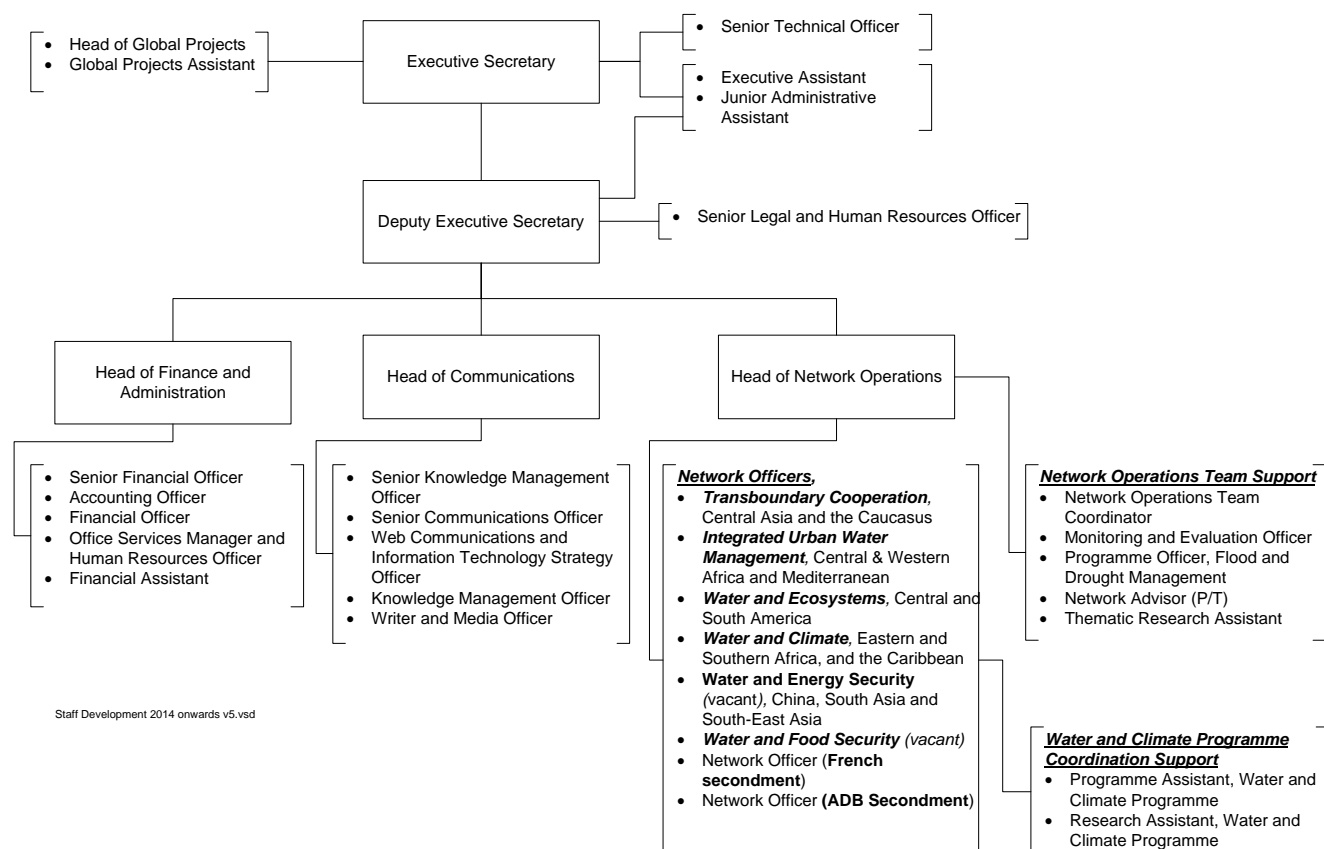 • Head of Global Projects
• Global Projects Assistant
Executive Secretary
• Senior Technical Officer
• Executive Assistant
• Junior Administrative
Assistant
Deputy Executive Secretary
• Senior Legal and Human Resources Officer
Head of Finance and
Administration
Head of Communications
Head of Network Operations
• Senior Financial Officer
• Accounting Officer
• Financial Officer
• Office Services Manager and
Human Resources Officer
• Financial Assistant
• Senior Knowledge Management
Officer
• Senior Communications Officer
• Web Communications and
Information Technology Strategy
Officer
• Knowledge Management Officer
• Writer and Media Officer
Network Officers,
• Transboundary Cooperation,
Central Asia and the Caucasus
• Integrated Urban Water
Management, Central & Western
Africa and Mediterranean
• Water and Ecosystems, Central and
South America
• Water and Climate, Eastern and
Southern Africa, and the Caribbean
• Water and Energy Security
(vacant), China, South Asia and
South-East Asia
• Water and Food Security (vacant)
• Network Officer (French
secondment)
• Network Officer (ADB Secondment)
Network Operations Team Support
• Network Operations Team
Coordinator
• Monitoring and Evaluation Officer
• Programme Officer, Flood and
Drought Management
• Network Advisor (P/T)
• Thematic Research Assistant
Water and Climate Programme
Coordination Support
• Programme Assistant, Water and
Climate Programme
• Research Assistant, Water and
Climate Programme
Staff Development 2014 onwards v5.vsd